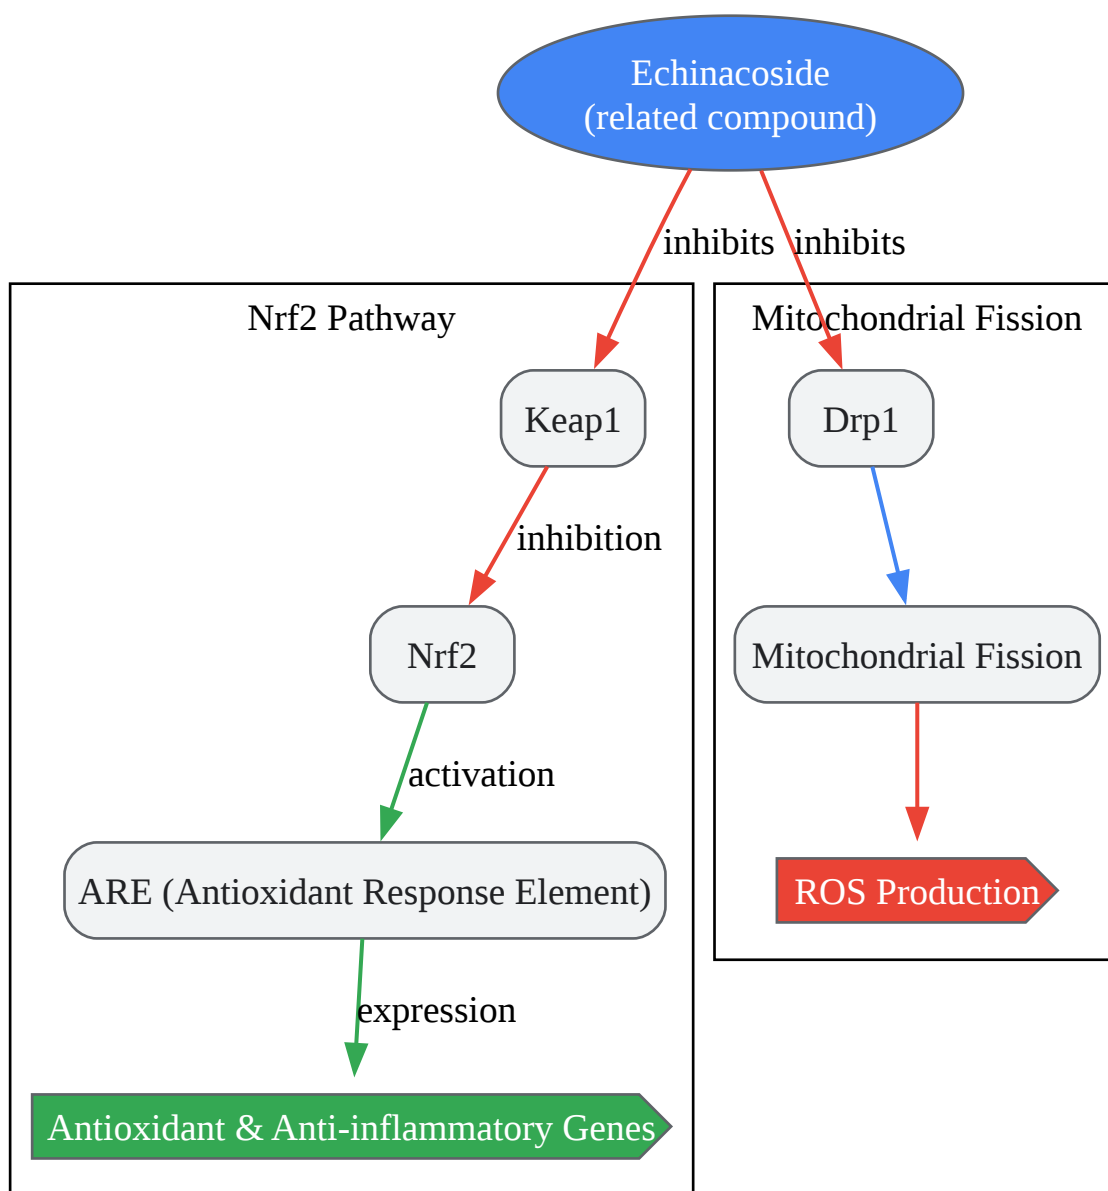 Echinacoside
(related compound)
inhibits
inhibits
Nrf2 Pathway
Mitochondrial Fission
Keap1
Drp1
inhibition
Nrf2
Mitochondrial Fission
activation
ARE (Antioxidant Response Element)
ROS Production
expression
Antioxidant & Anti-inflammatory Genes